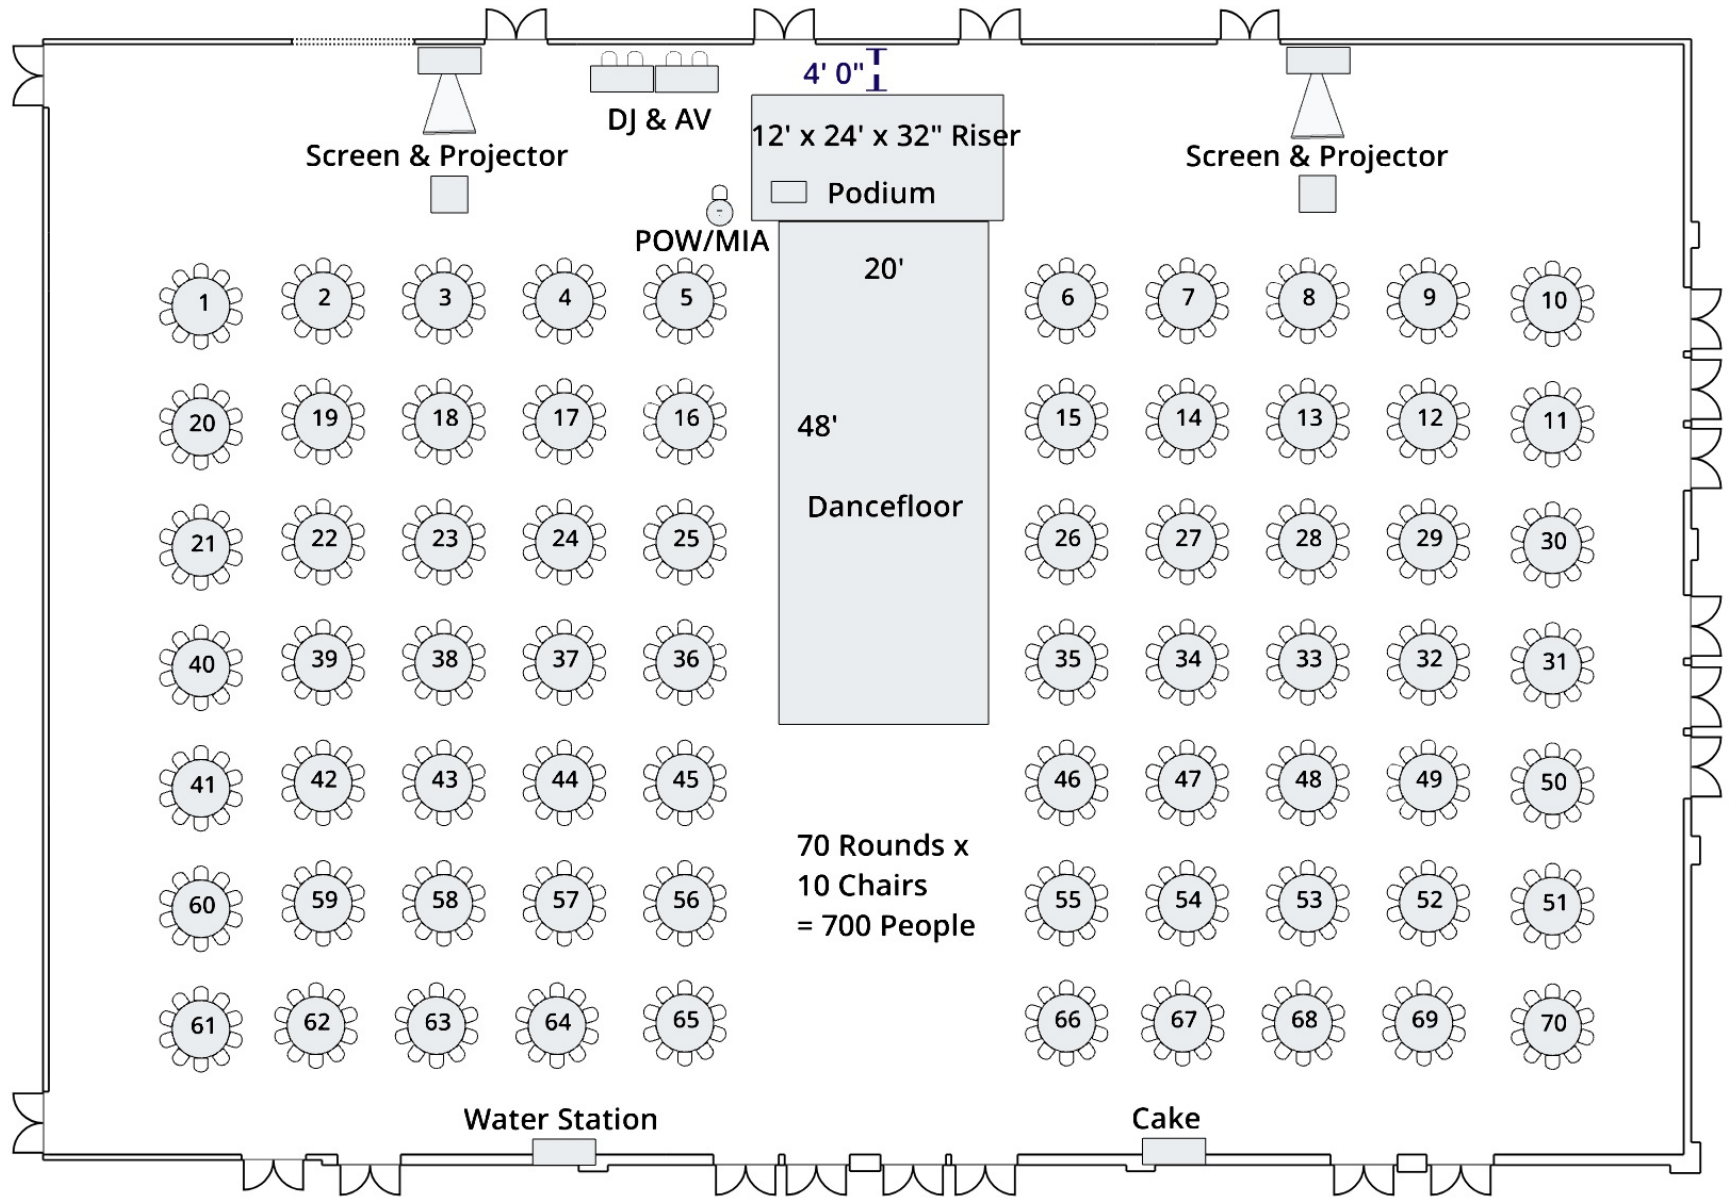 4' 0"
DJ & AV
12' x 24' x 32" Riser
Screen & Projector
Screen & Projector
Podium
POW/MIA
20'
1 2 3 4 5 6 7 8 9 10
20 19 18 17 16 15 14 13 12 11
48'
Dancefloor
21 22 23 24 25 26 27 28 29 30
40 39 38 37 36 35 34 33 32 31
41 42 43 44 45 46 47 48 49 50
70 Rounds x
10 Chairs
= 700 People
60 59 58 57 56 55 54 53 52 51
61 62 63 64 65 66 67 68 69 70
Water Station
Cake